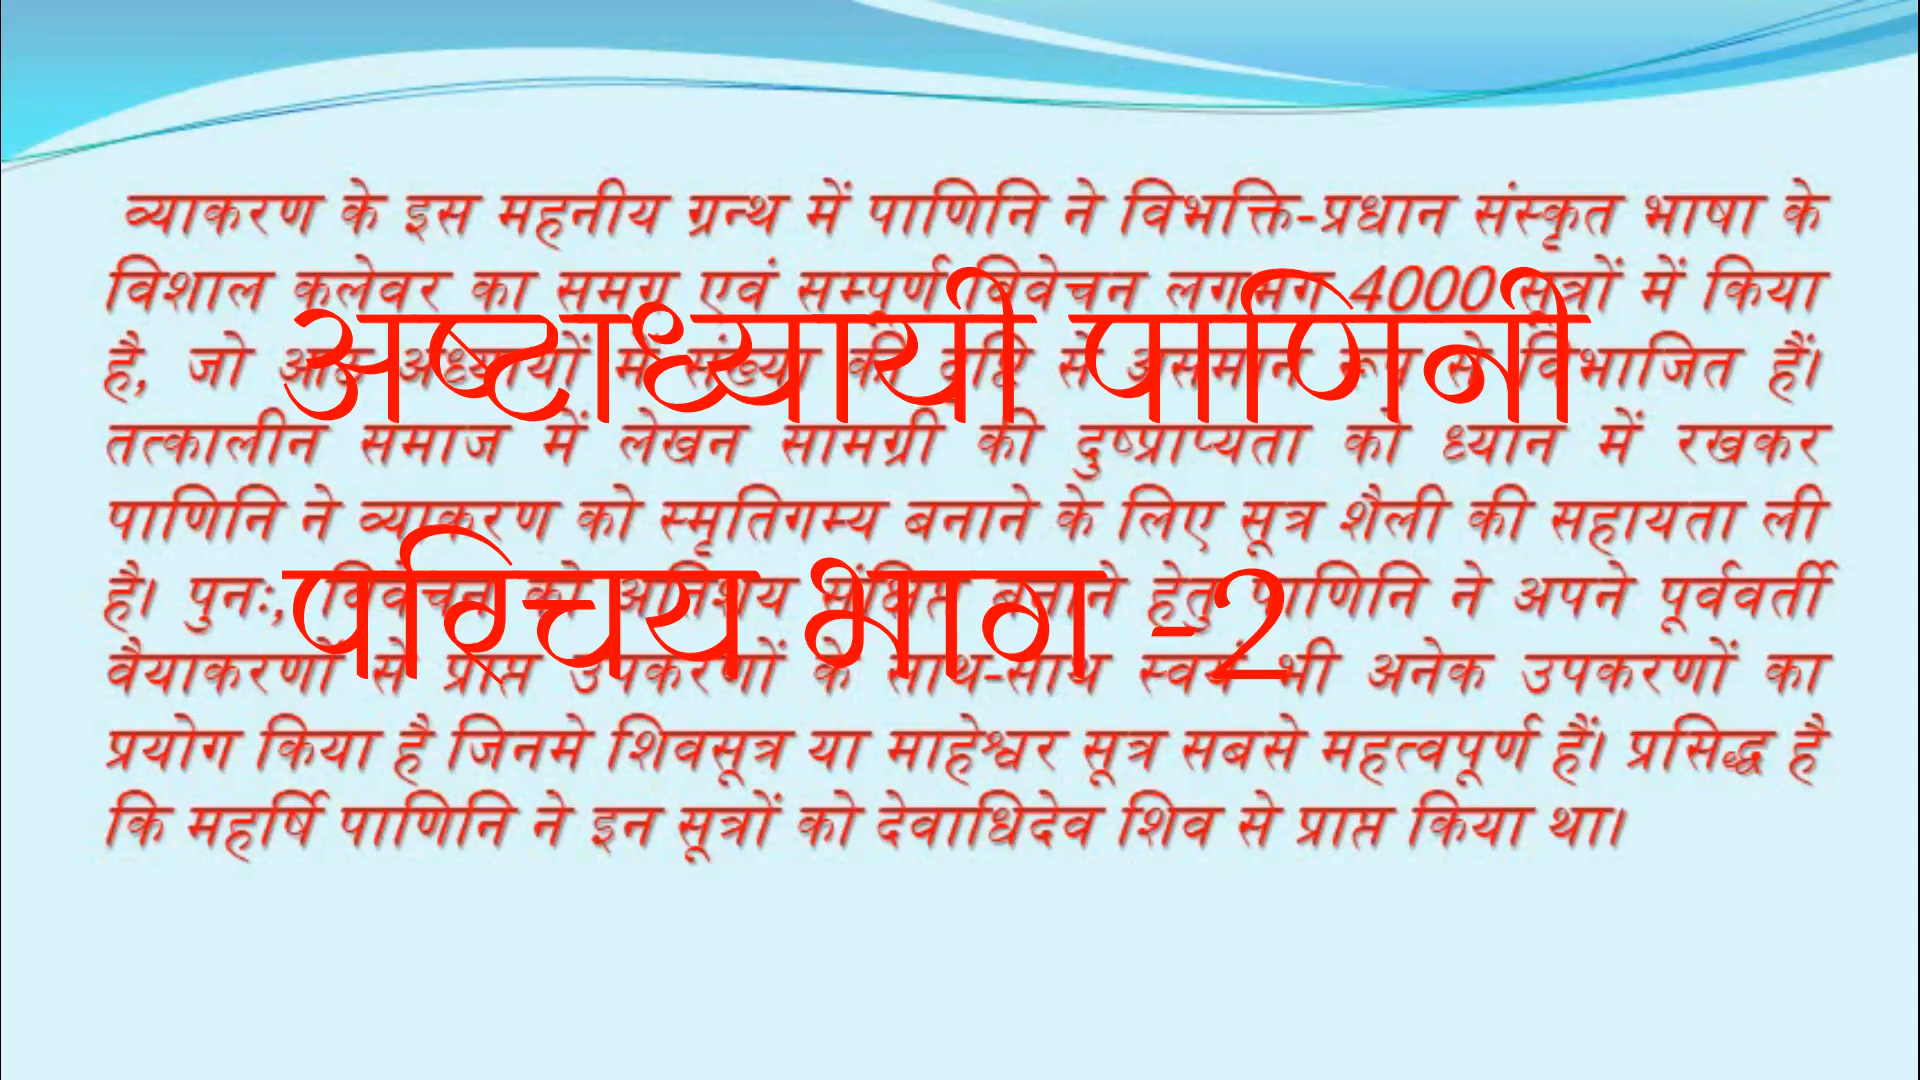 व्याकरण के इस महनीय ग्रन्थ में पाणिनि ने विभक्ति-प्रधान संस्कृत भाषा के
विशाल कलेवर का समग्र एवं सम्पूर्ण विवेचन लगभग 4000 सूत्रों में किया
है, जो आठ अध्यायों में संख्या की दृष्टि से असमान रूप से विभाजित हैं।
तत्कालीन समाज में लेखन सामग्री की दुष्प्राप्यता को ध्यान में रखकर
पाणिनि ने व्याकरण को स्मृतिगम्य बनाने के लिए सूत्र शैली की सहायता ली
है। पुनः, विवेचन को अतिशय संक्षिप्त बनाने हेतु पाणिनि ने अपने पूर्ववर्ती
वैयाकरणों से प्राप्त उपकरणों के साथ-साथ स्वयं भी अनेक उपकरणों का
प्रयोग किया है जिनमे शिवसूत्र या माहेश्वर सूत्र सबसे महत्वपूर्ण हैं। प्रसिद्ध है
कि महर्षि पाणिनि ने इन सूत्रों को देवाधिदेव शिव से प्राप्त किया था।
अष्टाध्यायी पाणिनी
परिचय भाग -2